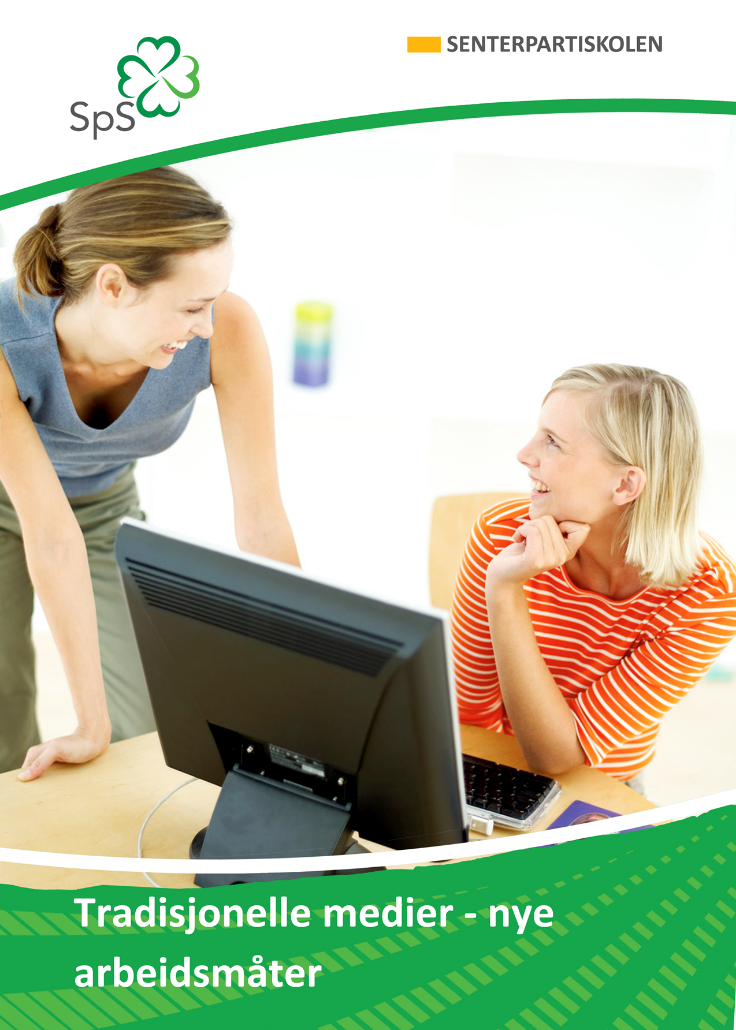 SENTERPARTISKOLEN
SpS
Tradisjonelle medier - nye
arbeidsmåter